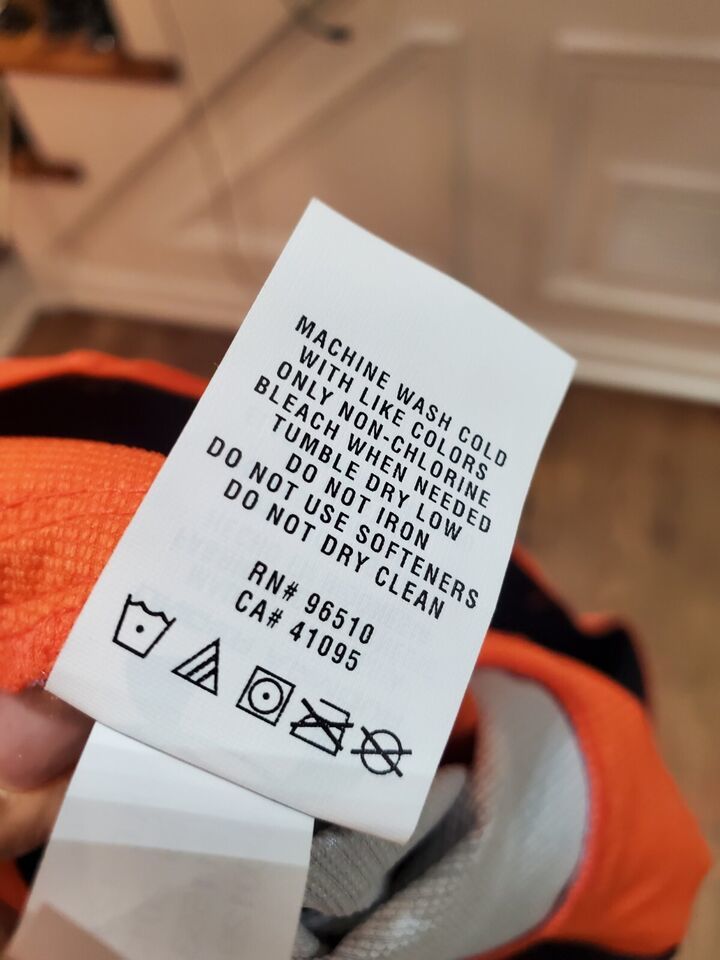 MACHINE WASH COLD
WITH LIKE COLORS
ONLY NON-CHLORINE
BLEACH WHEN NEEDED
TUMBLE DRY LOW
DO NOT IRON
DO NOT USE SOFTENERS
DO NOT DRY CLEAN
RN# 96510
CA# 41095